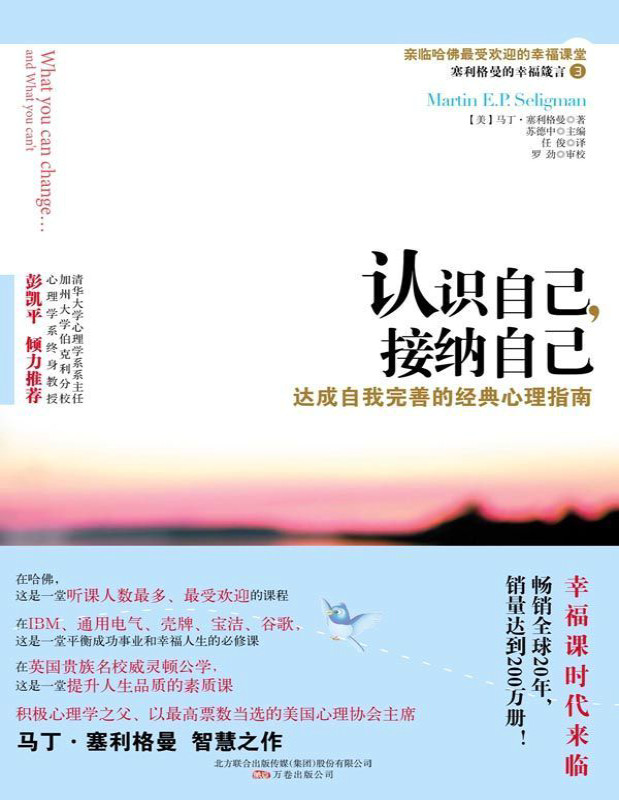 What you can change…
and What you can't
亲临哈佛最受欢迎的幸福课堂
塞利格曼的幸福箴言 3
Martin E.P. Seligman
【美】马丁·塞利格曼 著
苏德中 主编
任 俊 译
罗 劲 审校
认识自己,
接纳自己
达成自我完善的经典心理指南
清华大学心理学系系主任
加州大学伯克利分校
心理学系终身教授
彭凯平 倾力推荐
在哈佛,
这是一堂听课人数最多、最受欢迎的课程
在IBM、通用电气、壳牌、宝洁、谷歌,
这是一堂平衡成功事业和幸福人生的必修课
在英国贵族名校威灵顿公学,
这是一堂提升人生品质的素质课
积极心理学之父、以最高票数当选的美国心理协会主席
马丁·塞利格曼 智慧之作
幸福课时代来临
畅销全球20年,
销量达到200万册!
北方联合出版传媒(集团)股份有限公司
万卷出版公司